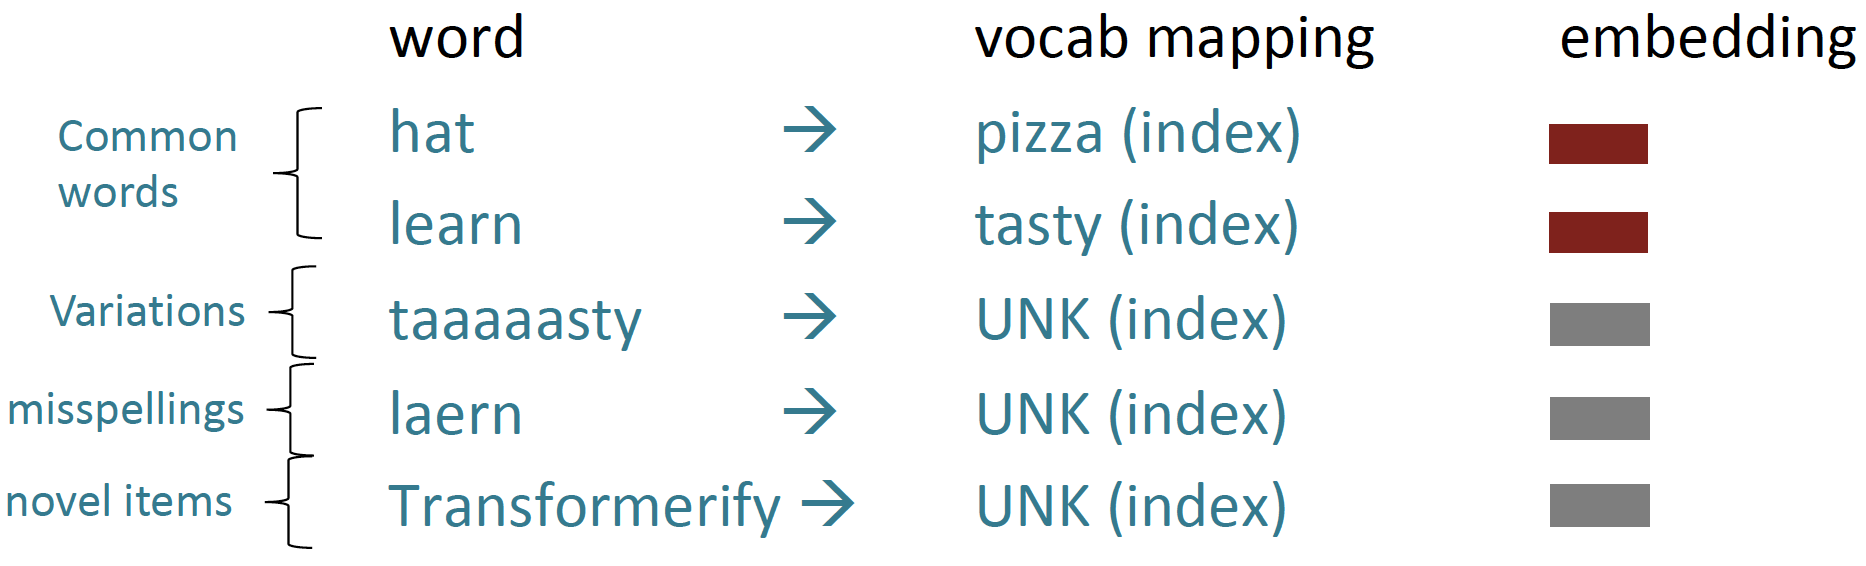 word vocab mapping embedding
Common words hat → pizza (index)
learn → tasty (index)
Variations taaaaasty → UNK (index)
misspellings laern → UNK (index)
novel items Transformerify → UNK (index)